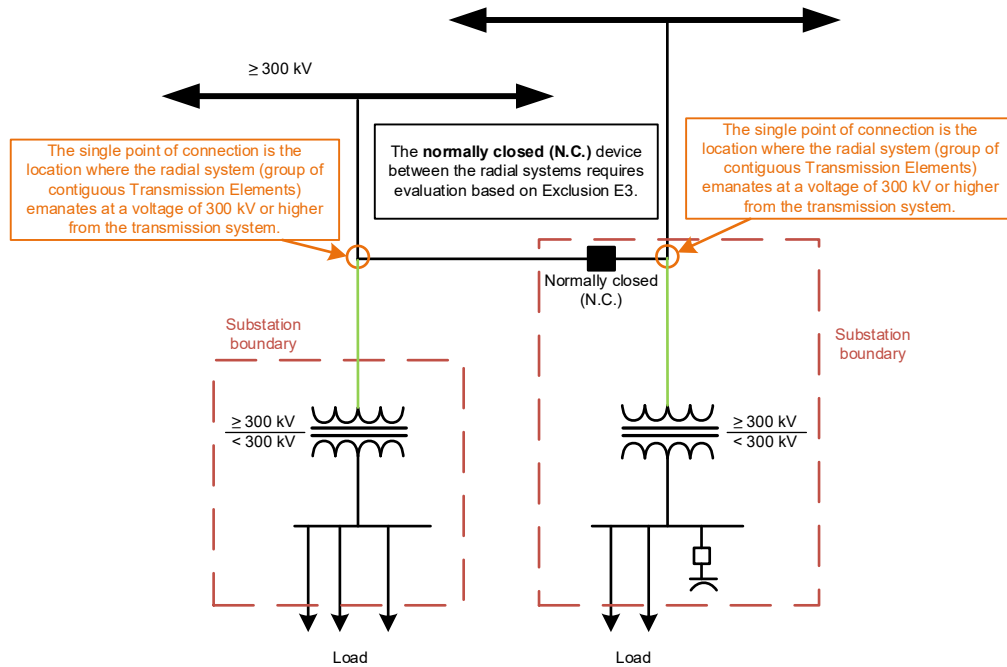 ≥ 300 kV
The single point of connection is the
location where the radial system (group of
contiguous Transmission Elements)
emanates at a voltage of 300 kV or higher
from the transmission system.
The normally closed (N.C.) device
between the radial systems requires
evaluation based on Exclusion E3.
The single point of connection is the
location where the radial system (group of
contiguous Transmission Elements)
emanates at a voltage of 300 kV or higher
from the transmission system.
Normally closed
(N.C.)
Substation
boundary
Substation
boundary
≥ 300 kV
< 300 kV
≥ 300 kV
< 300 kV
Load
Load